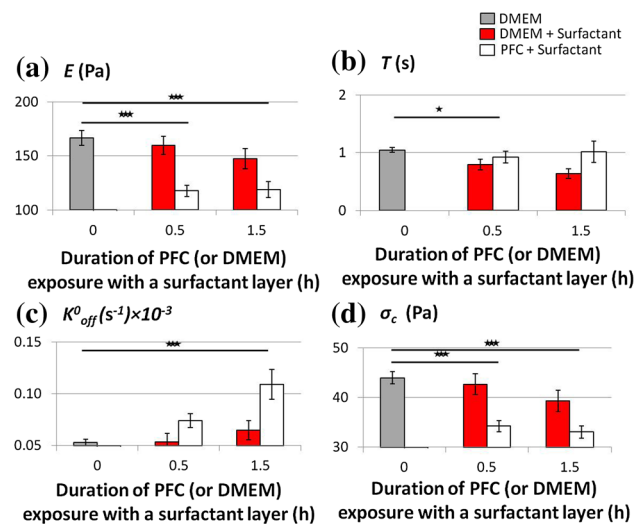 DMEM
DMEM + Surfactant
PFC + Surfactant
(a) E (Pa)
***
***
200
150
100
0 0.5 1.5
Duration of PFC (or DMEM)
exposure with a surfactant layer (h)
(b) T (s)
*
2
1
0
0 0.5 1.5
Duration of PFC (or DMEM)
exposure with a surfactant layer (h)
(c) K⁰off (s⁻¹)×10⁻³
***
0.15
0.10
0.05
0 0.5 1.5
Duration of PFC (or DMEM)
exposure with a surfactant layer (h)
(d) σc (Pa)
***
***
50
40
30
0 0.5 1.5
Duration of PFC (or DMEM)
exposure with a surfactant layer (h)